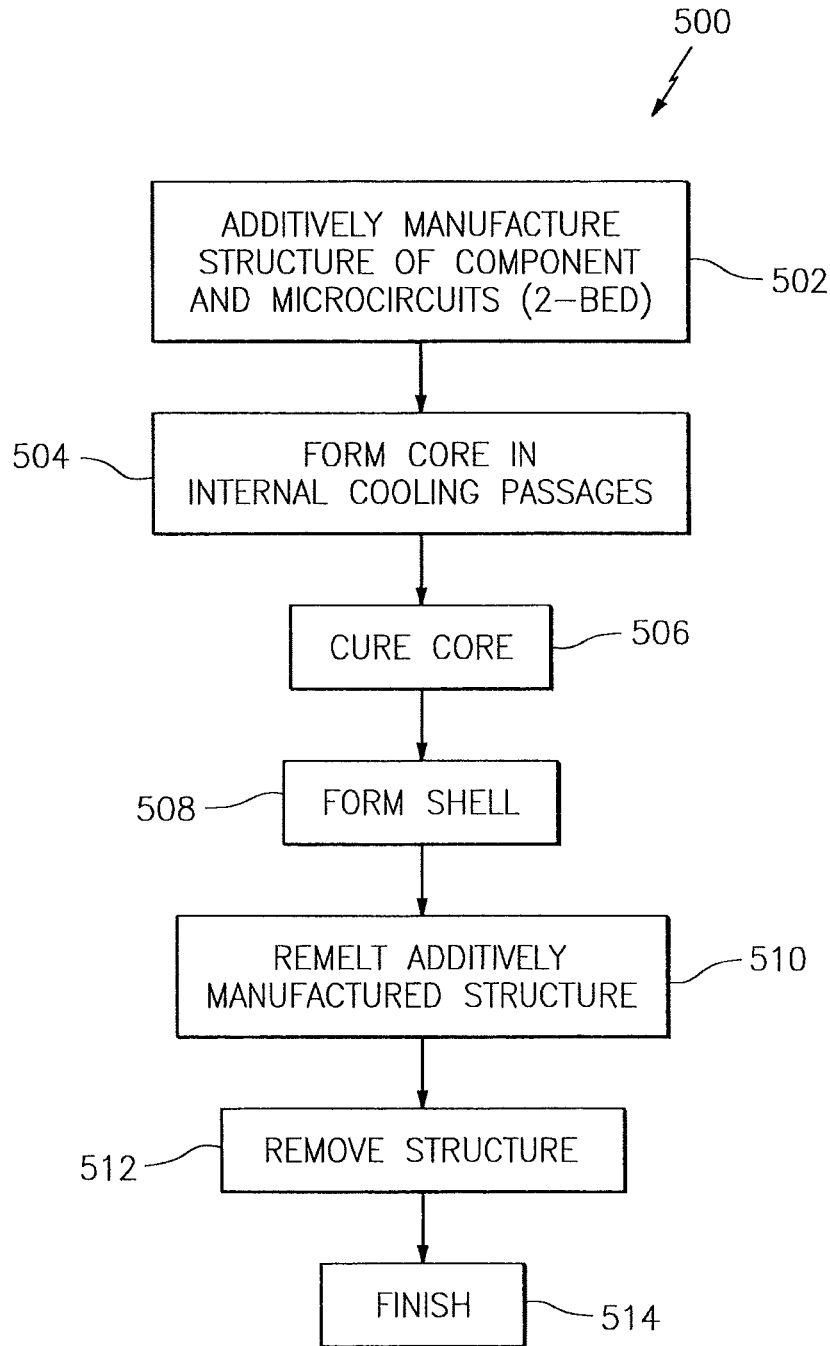 500
ADDITIVELY MANUFACTURE
STRUCTURE OF COMPONENT
AND MICROCIRCUITS (2-BED)
502
504
FORM CORE IN
INTERNAL COOLING PASSAGES
CURE CORE
506
508
FORM SHELL
REMELT ADDITIVELY
MANUFACTURED STRUCTURE
510
512
REMOVE STRUCTURE
FINISH
514